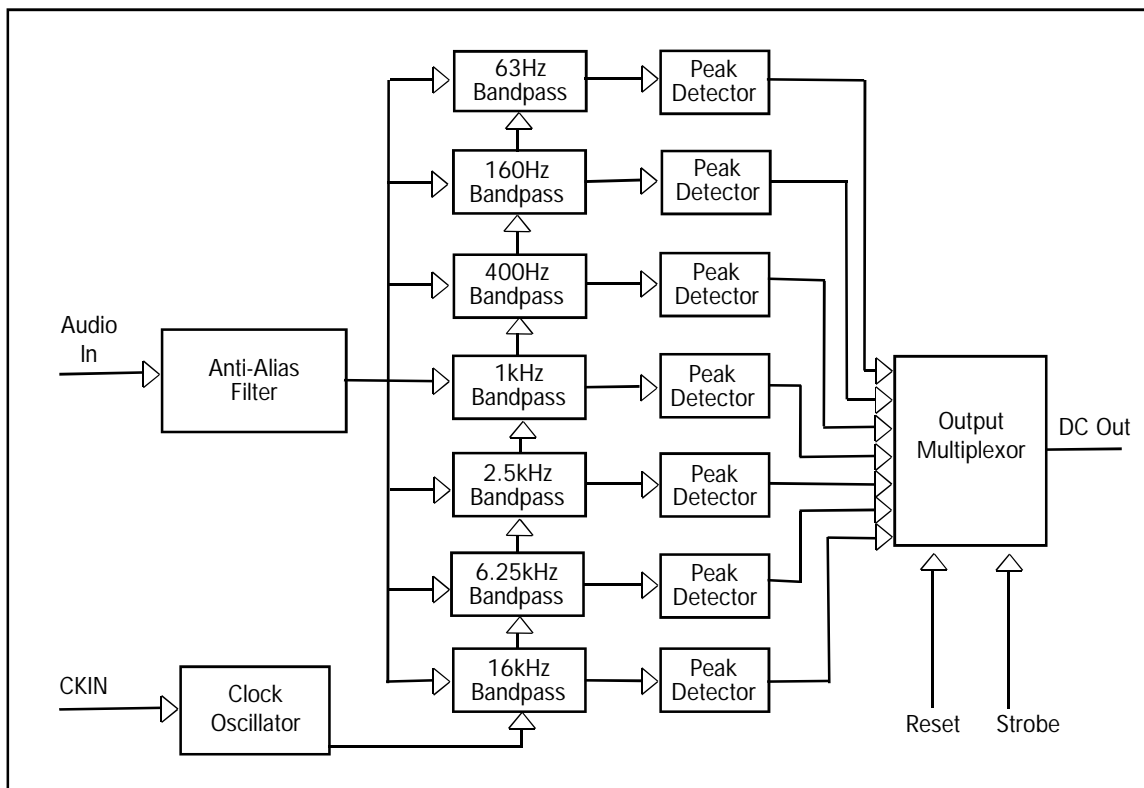 63Hz
Bandpass
Peak
Detector
160Hz
Bandpass
Peak
Detector
400Hz
Bandpass
Peak
Detector
Audio
In
Anti-Alias
Filter
1kHz
Bandpass
Peak
Detector
Output
Multiplexor
DC Out
2.5kHz
Bandpass
Peak
Detector
6.25kHz
Bandpass
Peak
Detector
16kHz
Bandpass
Peak
Detector
CKIN
Clock
Oscillator
Reset
Strobe